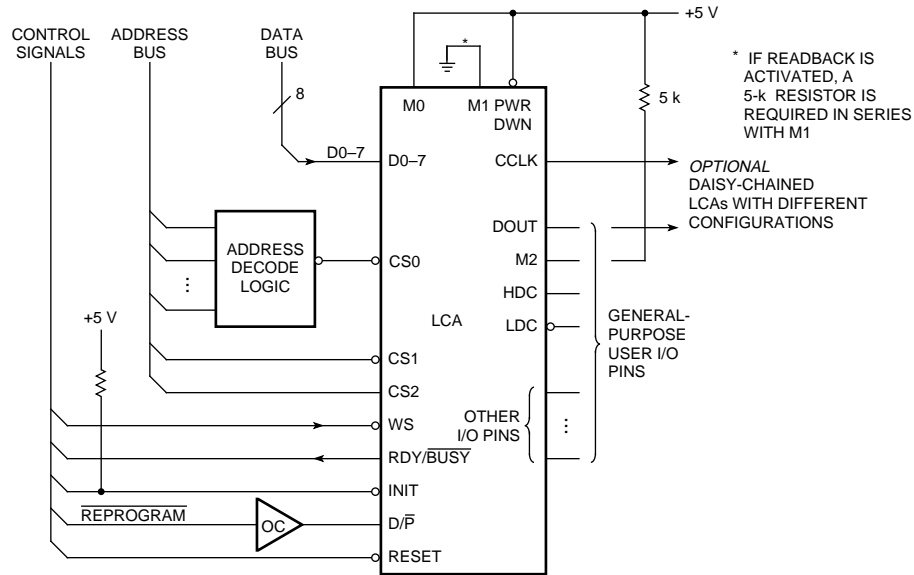 CONTROL
SIGNALS
ADDRESS
BUS
DATA
BUS
+5 V
*
8
M0
M1
PWR
DWN
5 k
* IF READBACK IS
ACTIVATED, A
5-k RESISTOR IS
REQUIRED IN SERIES
WITH M1
D0–7
D0–7
CCLK
OPTIONAL
DAISY-CHAINED
LCAs WITH DIFFERENT
CONFIGURATIONS
ADDRESS
DECODE
LOGIC
...
CS0
DOUT
M2
HDC
LDC
LCA
GENERAL-
PURPOSE
USER I/O
PINS
+5 V
CS1
CS2
WS
RDY/BUSY
INIT
REPROGRAM
OC
D/P
RESET
OTHER
I/O PINS
...